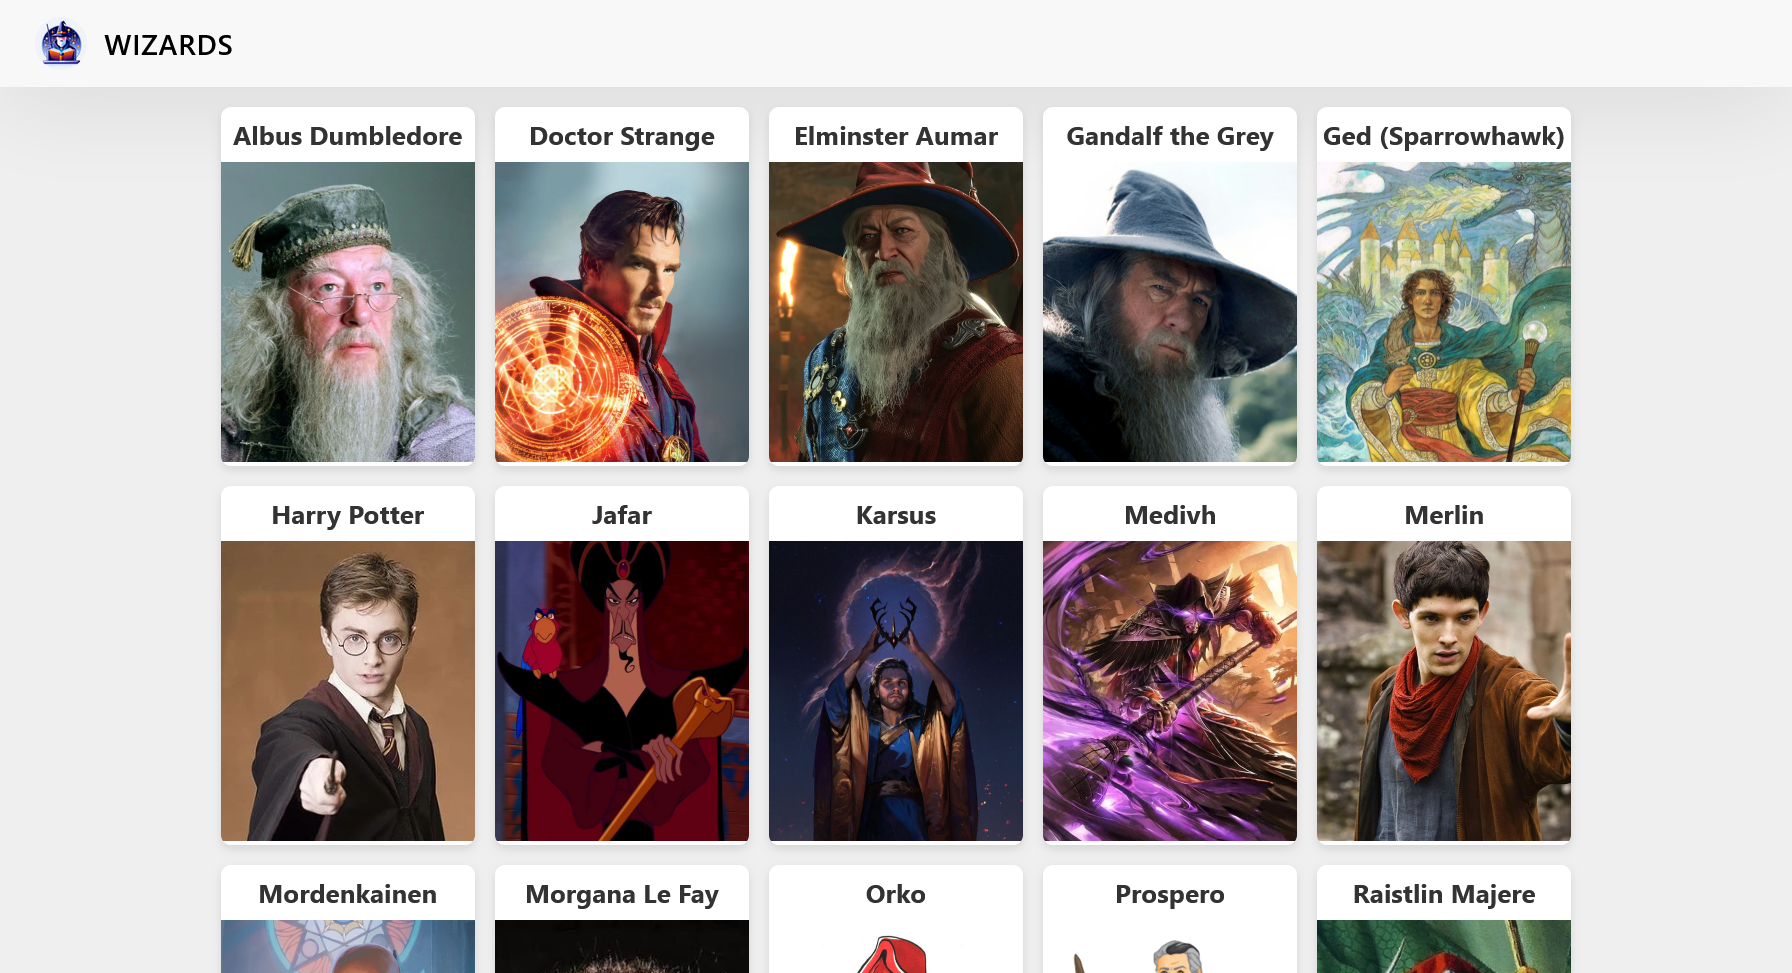 WIZARDS
Albus Dumbledore
Doctor Strange
Elminster Aumar
Gandalf the Grey
Ged (Sparrowhawk)
Harry Potter
Jafar
Karsus
Medivh
Merlin
Mordenkainen
Morgana Le Fay
Orko
Prospero
Raistlin Majere